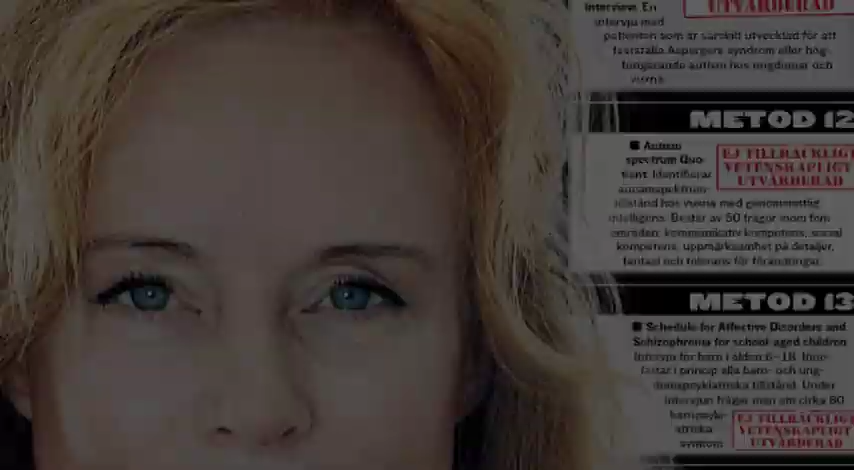 Interview. En
intervju med
patienten som är särskilt utvecklad för att
fastställa Aspergers syndrom eller hög-
fungerande autism hos ungdomar och
vuxna.
UTVÄRDERAD
METOD 12
■ Autism
spectrum Quo-
tient. Identifierar
autismspektrum-
tillstånd hos vuxna med genomsnittlig
intelligens. Består av 50 frågor inom fem
områden: kommunikativ kompetens, social
kompetens, uppmärksamhet på detaljer,
fantasi och tolerans för förändringar.
EJ TILLRÄCKLIGT
VETENSKAPLIGT
UTVÄRDERAD
METOD 13
■ Schedule for Affective Disorders and
Schizophrenia for school-aged children
Intervju för barn i åldern 6–18. Inne-
fattar i princip alla barn- och ung-
domspsykiatriska tillstånd. Under
intervjun frågar man om cirka 80
barnpsyki-
atriska
symtom.
EJ TILLRÄCKLIGT
VETENSKAPLIGT
UTVÄRDERAD